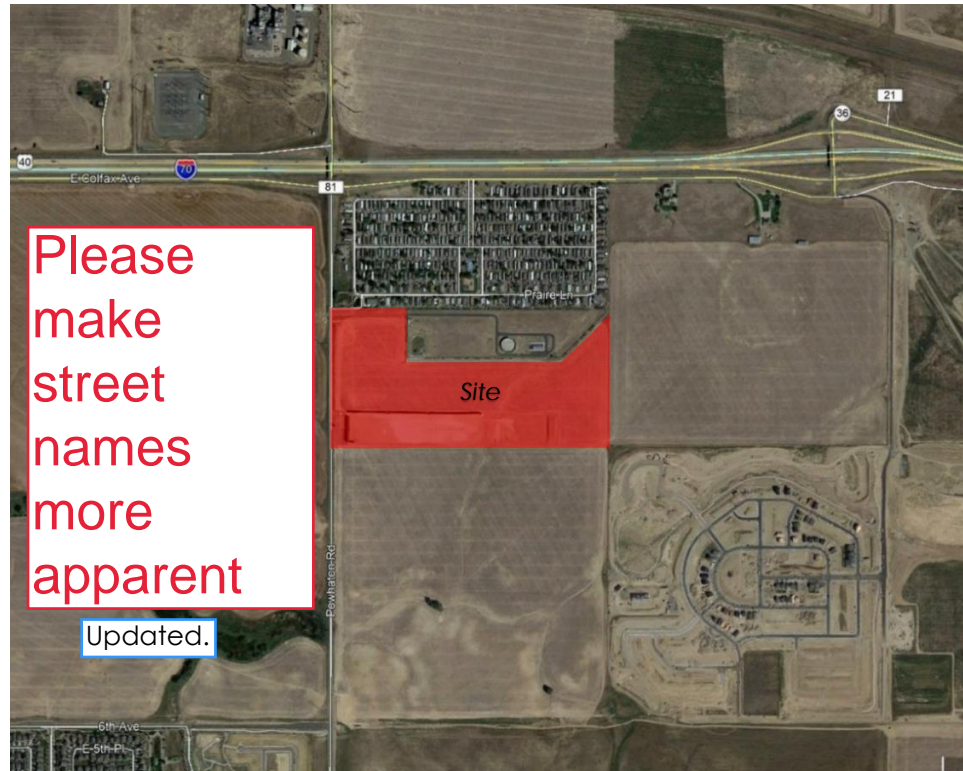 21
36
40
70
E Colfax Ave
81
Please
make
street
names
more
apparent
Praire Ln
Site
Powhaton Rd
Updated.
6th Ave
E 5th Pl